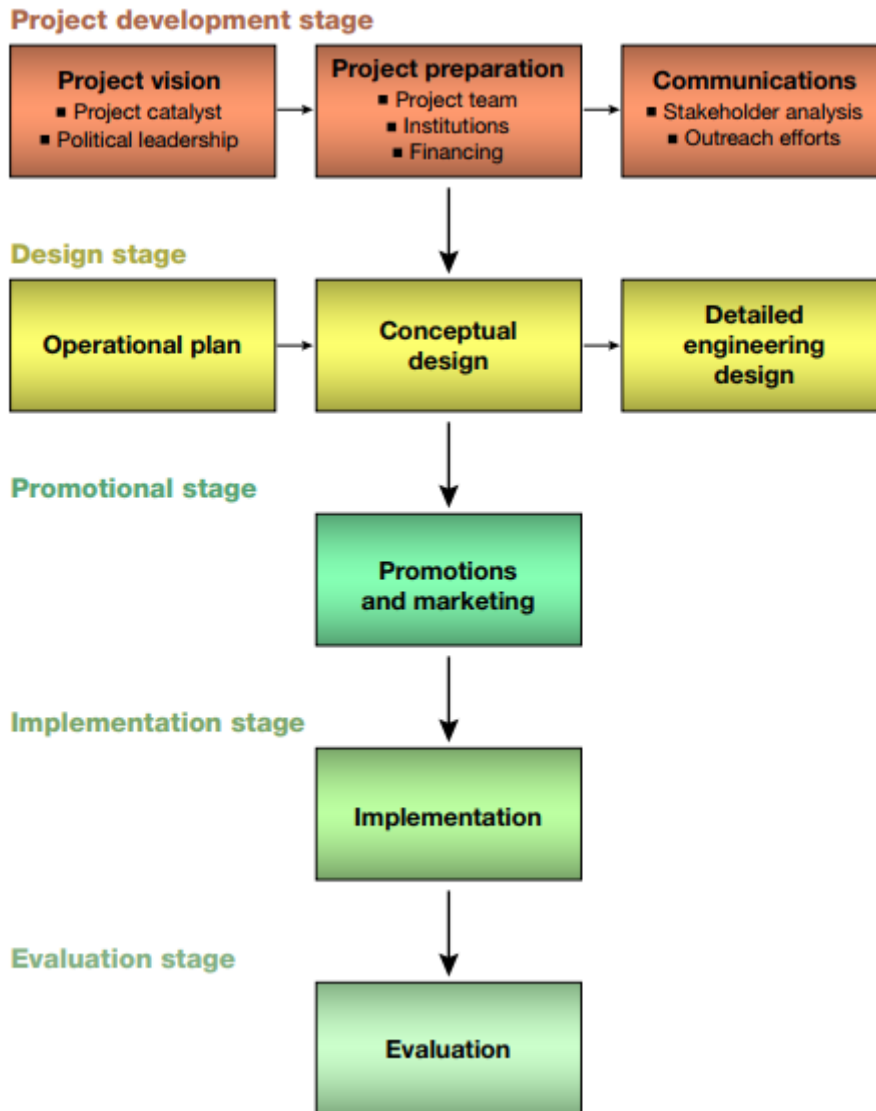 Project development stage
Project vision
■ Project catalyst
■ Political leadership
Project preparation
■ Project team
■ Institutions
■ Financing
Communications
■ Stakeholder analysis
■ Outreach efforts
Design stage
Operational plan
Conceptual
design
Detailed
engineering
design
Promotional stage
Promotions
and marketing
Implementation stage
Implementation
Evaluation stage
Evaluation